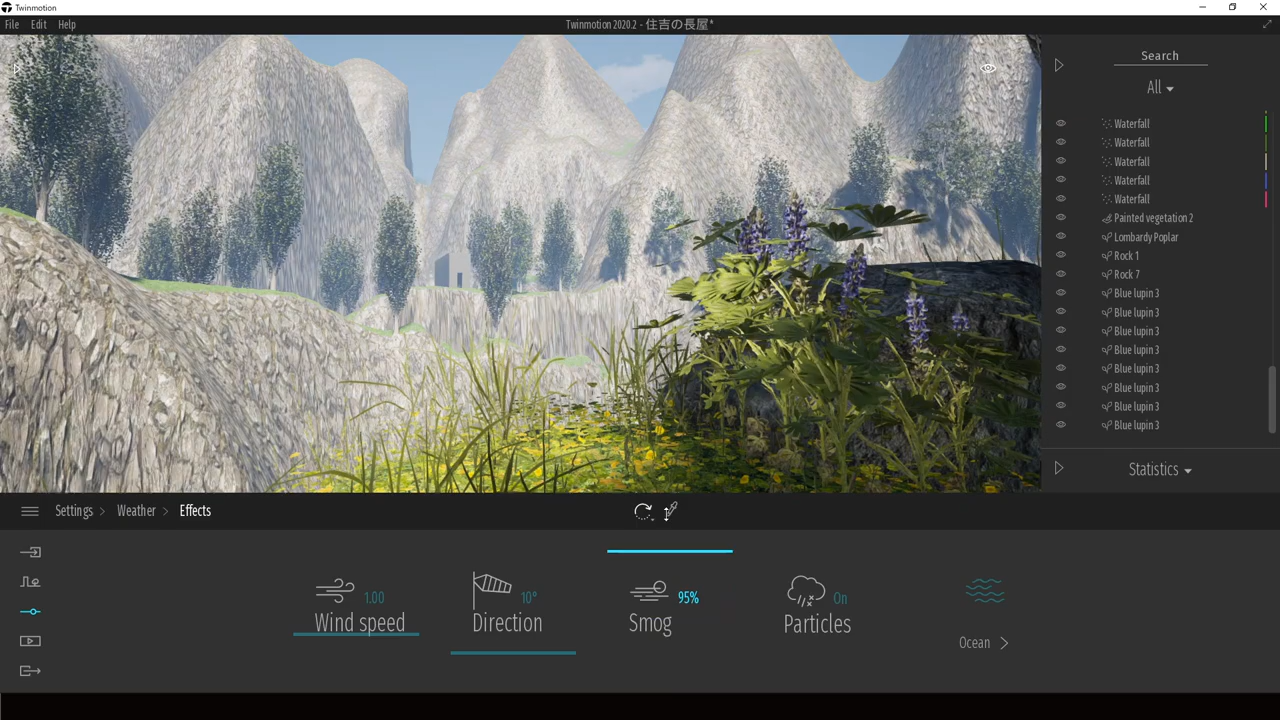 Twinmotion
File Edit Help
Twinmotion 2020.2 - 住吉の長屋*
Search
All
Waterfall
Waterfall
Waterfall
Waterfall
Waterfall
Painted vegetation 2
Lombardy Poplar
Rock 1
Rock 7
Blue lupin 3
Blue lupin 3
Blue lupin 3
Blue lupin 3
Blue lupin 3
Blue lupin 3
Blue lupin 3
Blue lupin 3
Statistics
Settings > Weather > Effects
1.00
Wind speed
10°
Direction
95%
Smog
On
Particles
Ocean